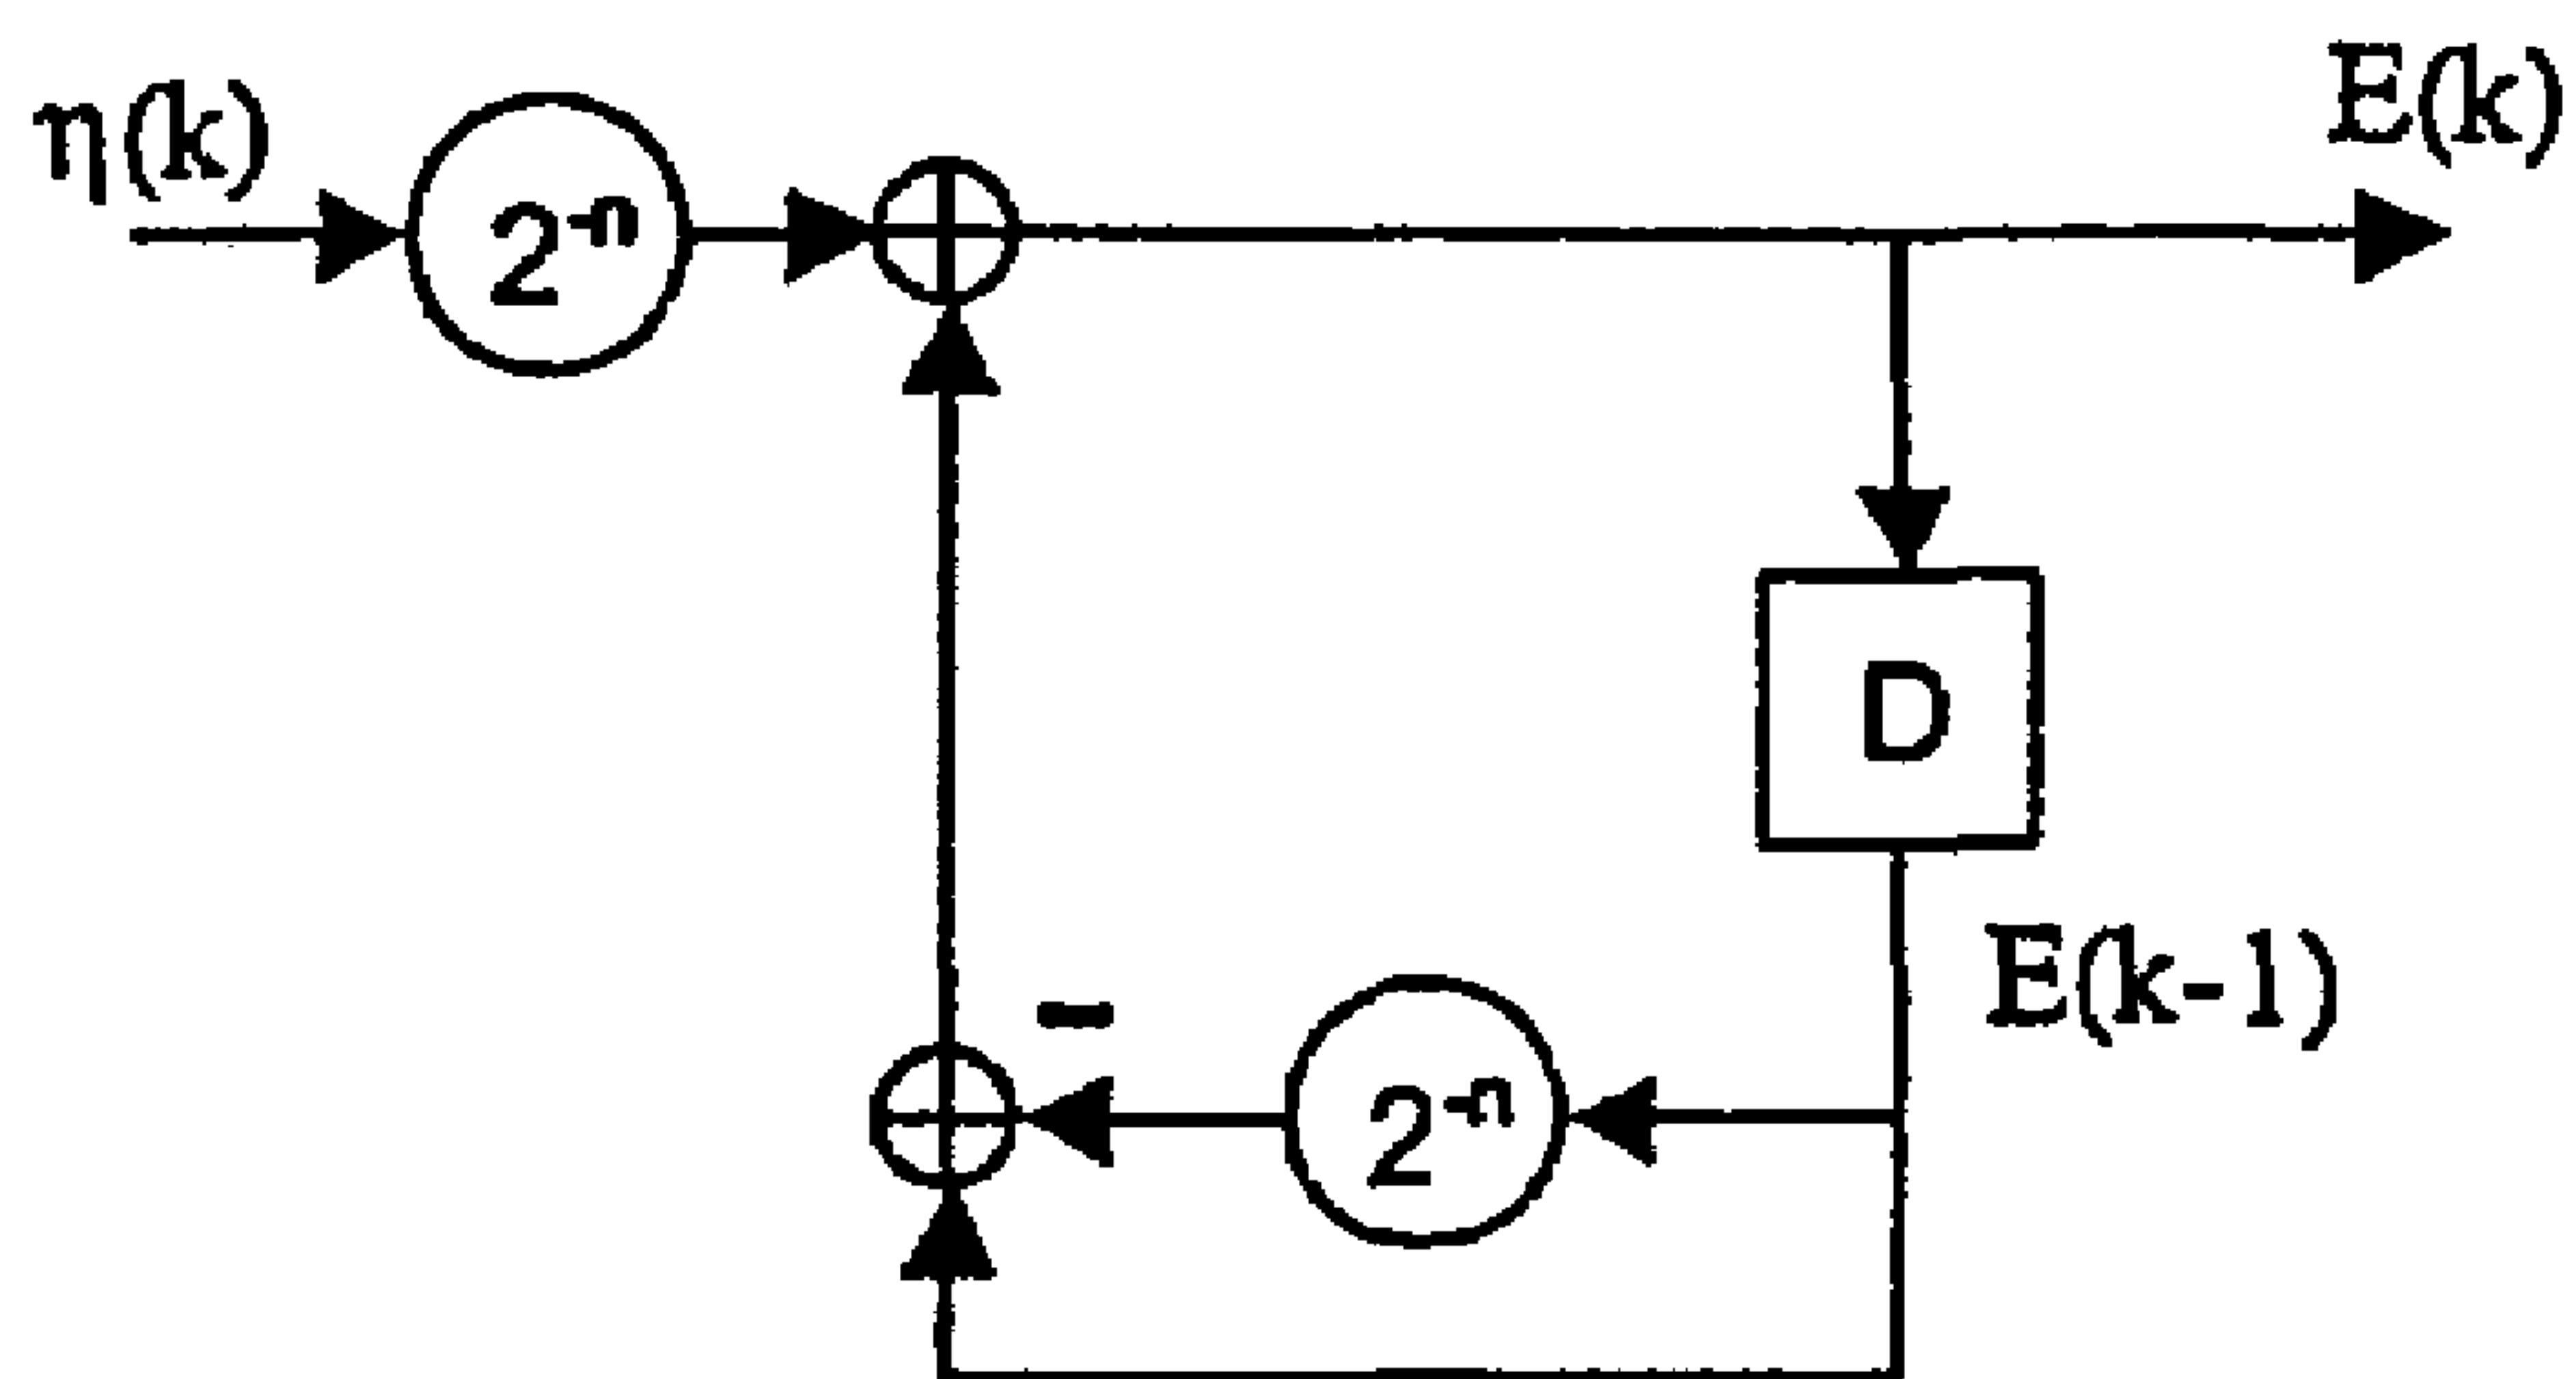 η(k)
E(k)
2⁻ⁿ
D
E(k-1)
-
2⁻ⁿ